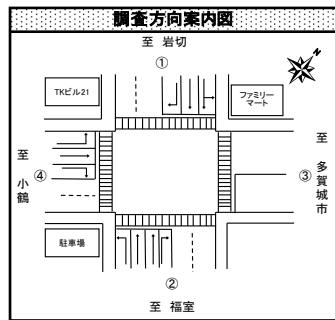 調査方向案内図
至 岩切
①
N
TKビル21
ファミリー
マート
至
小鶴
④
至
多賀城市
③
駐車場
②
至 福室